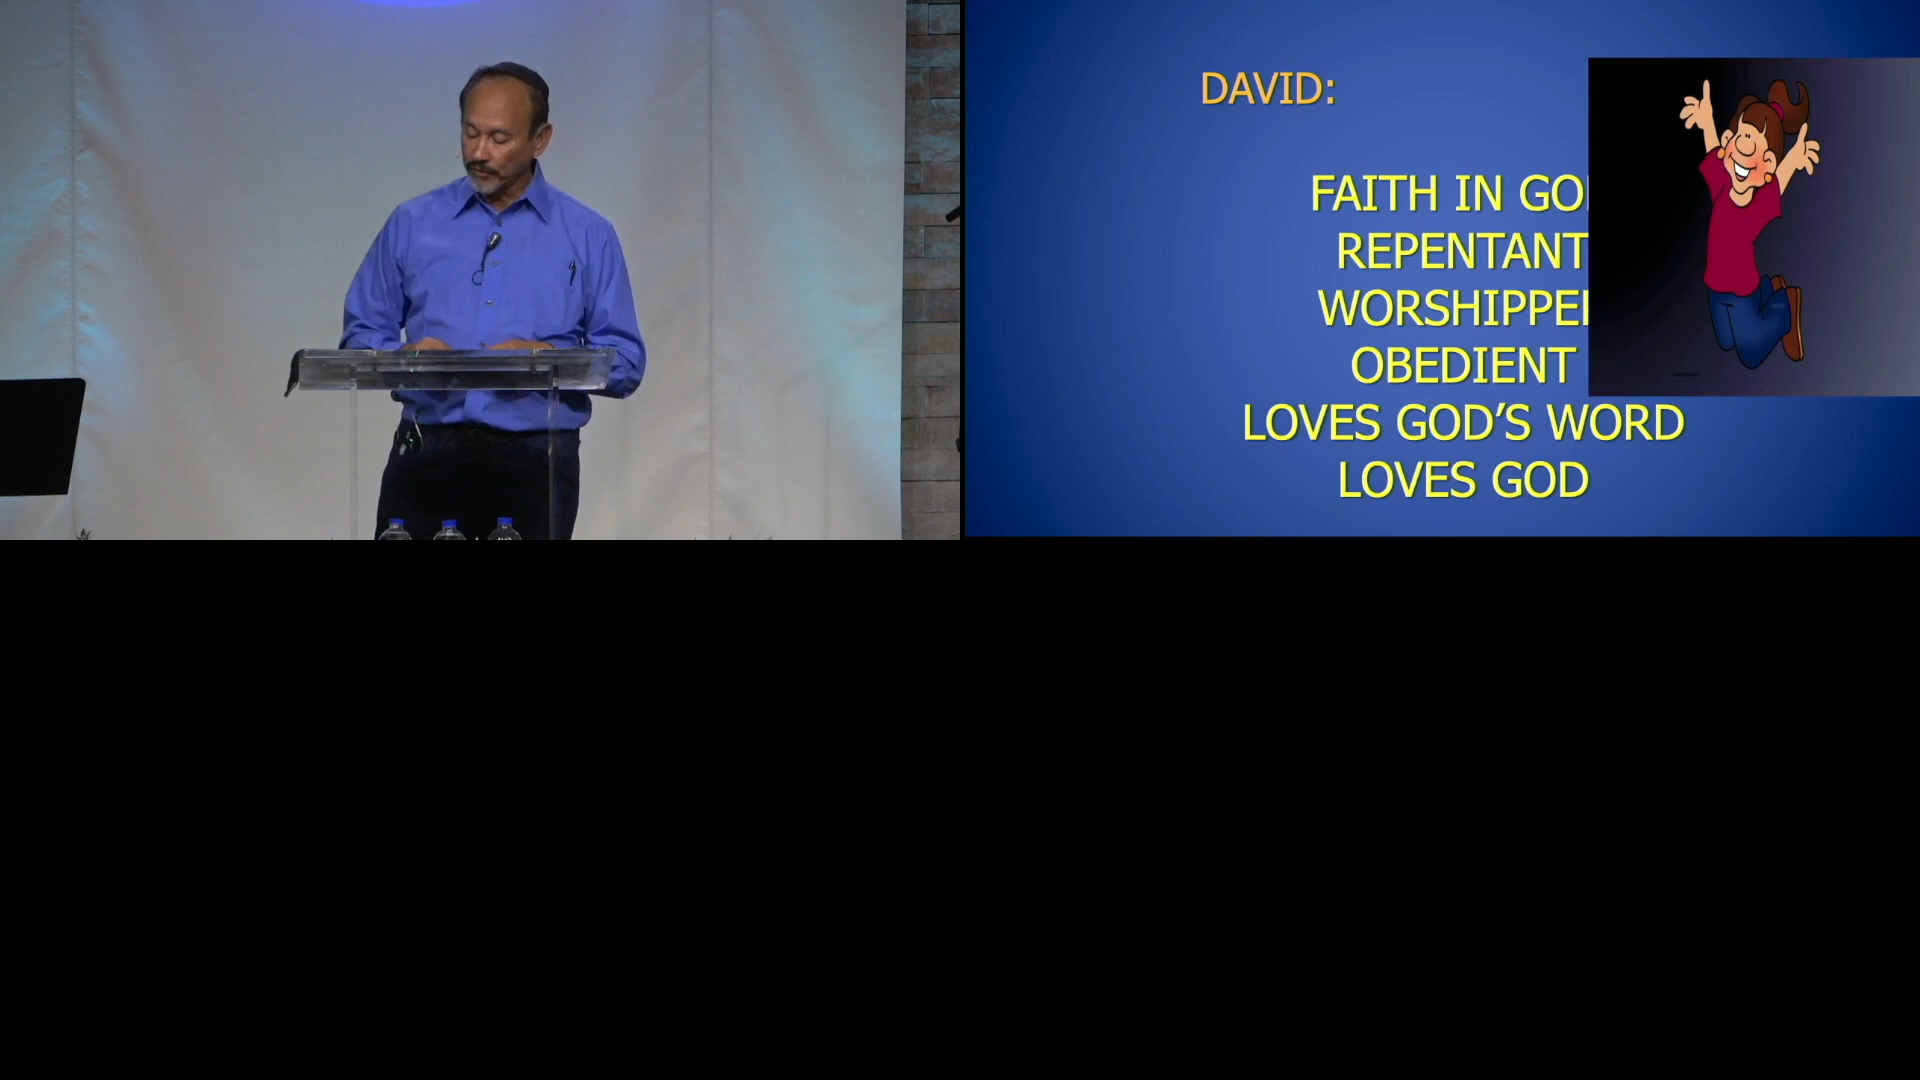 DAVID:
FAITH IN GO
REPENTANT
WORSHIPPE
OBEDIENT
LOVES GOD'S WORD
LOVES GOD